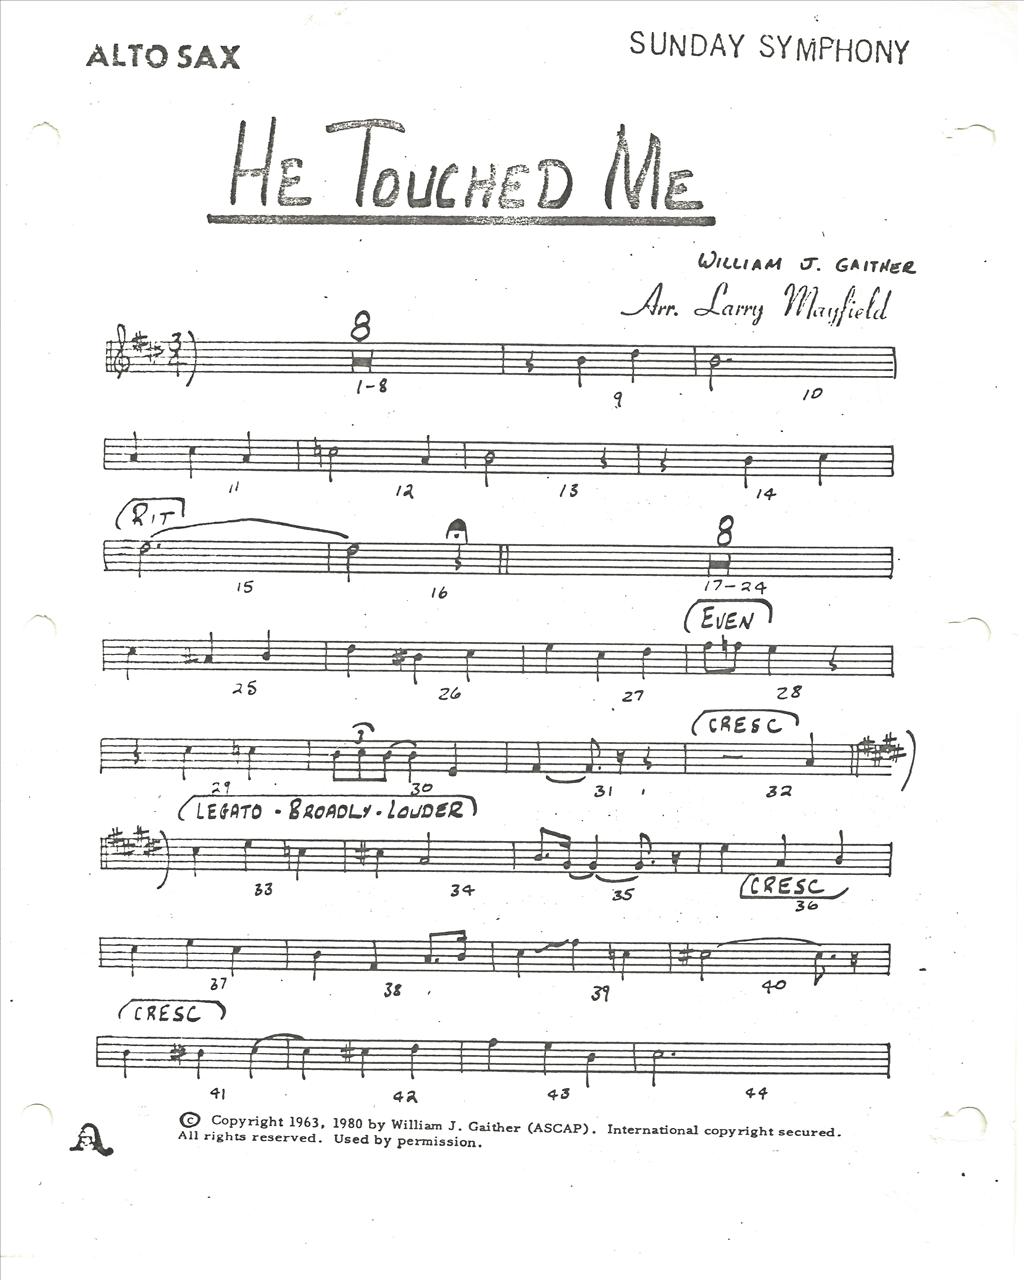 ALTO SAX
SUNDAY SYMPHONY
HE TOUCHED ME
WILLIAM J. GAITHER
Arr. Larry Mayfield
3
4
8
1-8
9
10
11
12
13
14
RIT
15
16
8
17-24
EVEN
25
26
27
28
CRESC
3
29
30
31
32
LEGATO - BROADLY - LOUDER
33
34
35
CRESC
36
37
38
39
40
CRESC
41
42
43
44
© Copyright 1963, 1980 by William J. Gaither (ASCAP). International copyright secured.
All rights reserved. Used by permission.
A